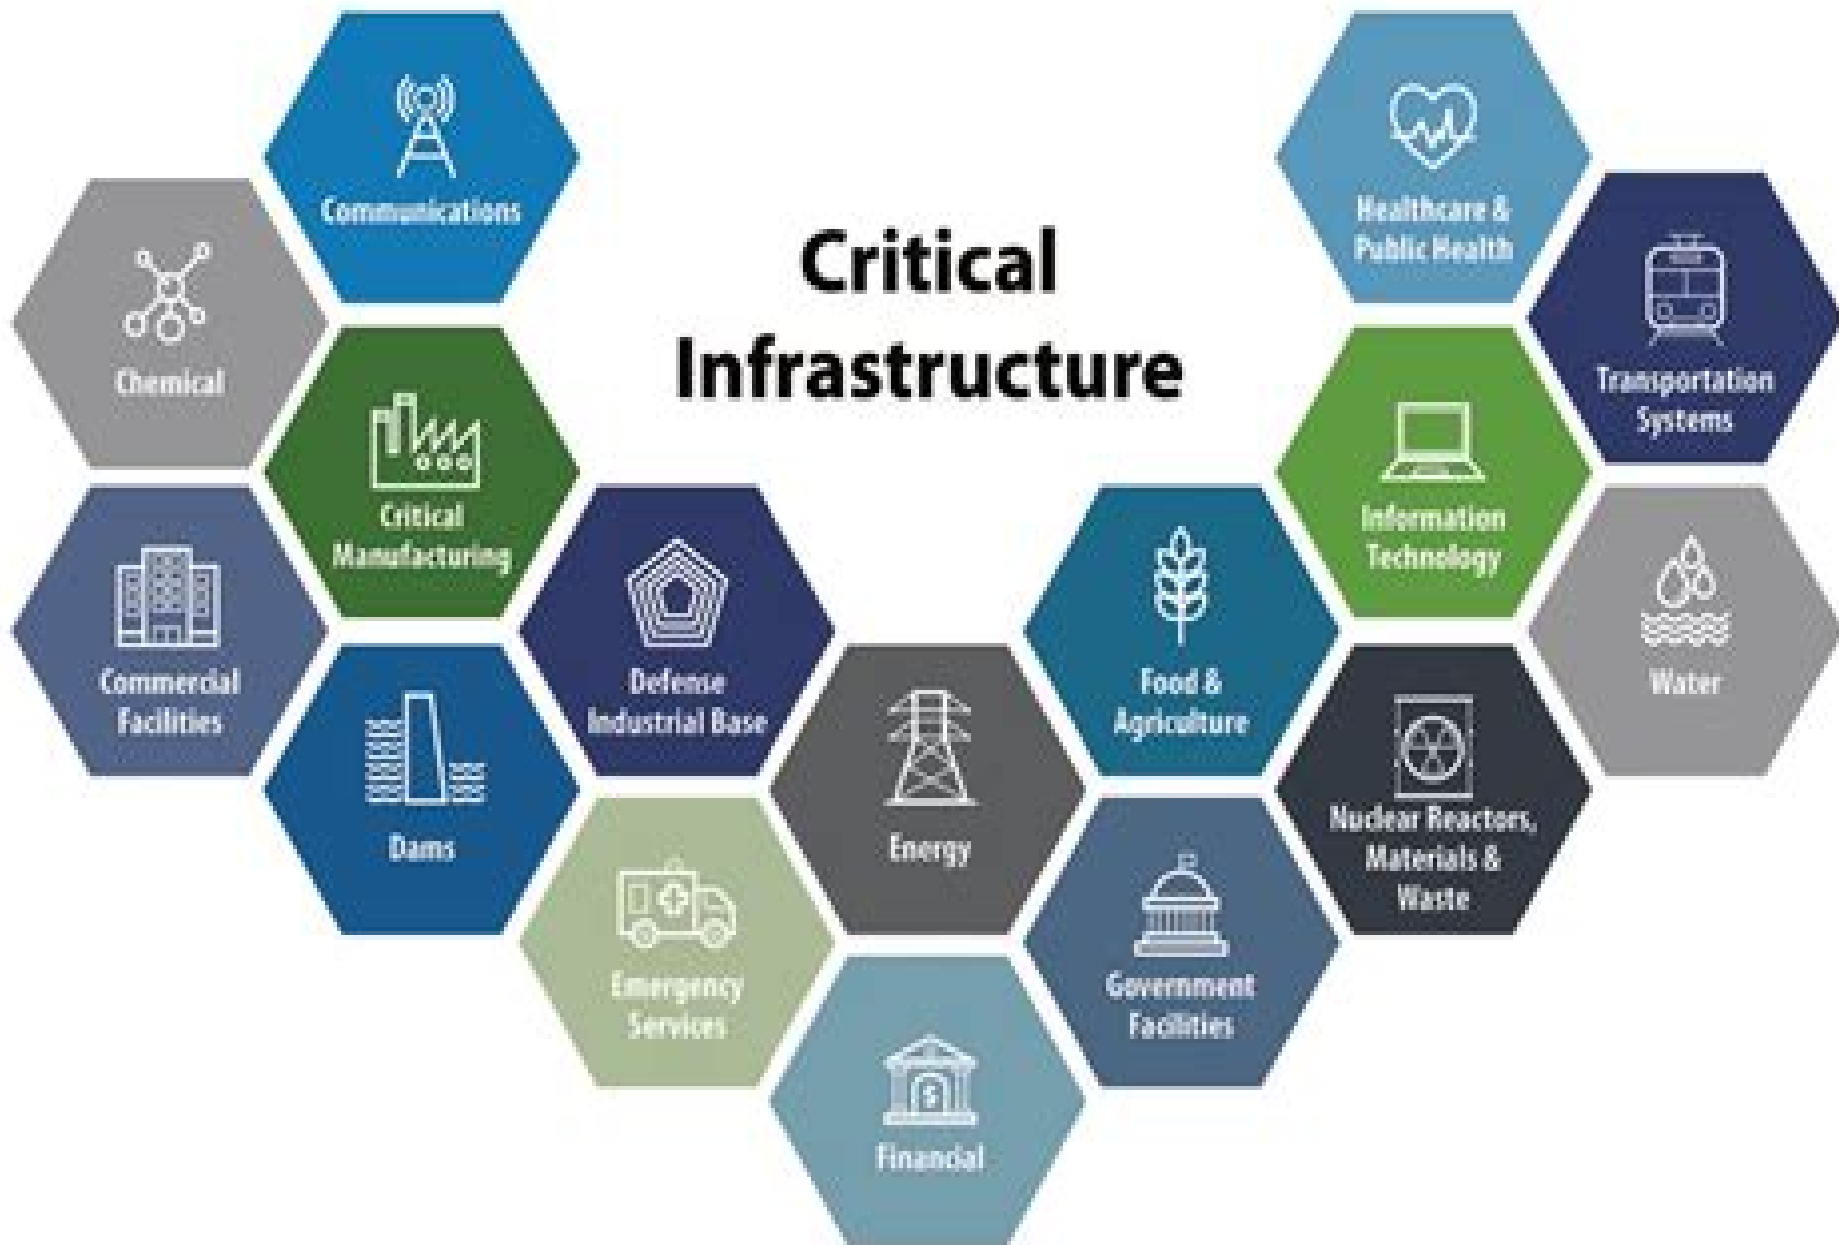 Critical
Infrastructure
Communications
Chemical
Critical
Manufacturing
Commercial
Facilities
Dams
Defense
Industrial Base
Emergency
Services
Energy
Financial
Food &
Agriculture
Government
Facilities
Healthcare &
Public Health
Information
Technology
Nuclear Reactors,
Materials &
Waste
Transportation
Systems
Water
$